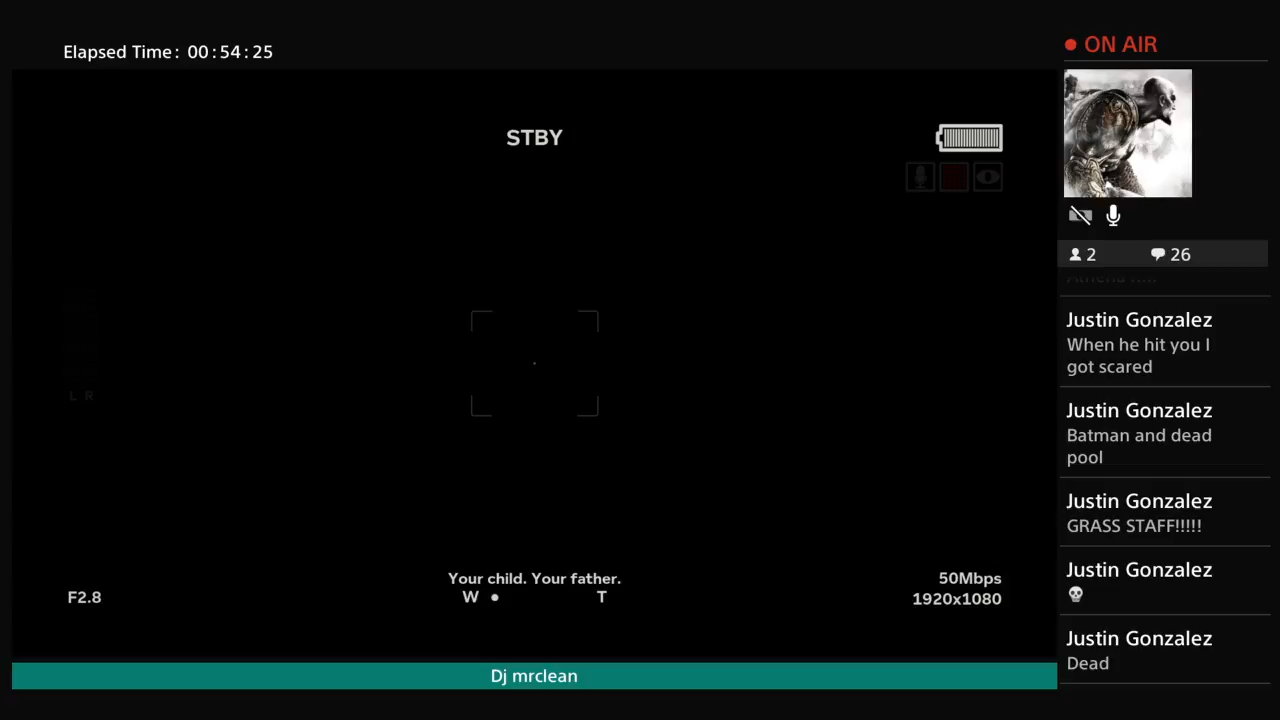 Elapsed Time: 00:54:25
ON AIR
STBY
2
26
Justin Gonzalez
When he hit you I
got scared
Justin Gonzalez
Batman and dead
pool
Justin Gonzalez
GRASS STAFF!!!!!
Justin Gonzalez
💀
Justin Gonzalez
Dead
L R
Your child. Your father.
W T
F2.8
50Mbps
1920x1080
Dj mrclean